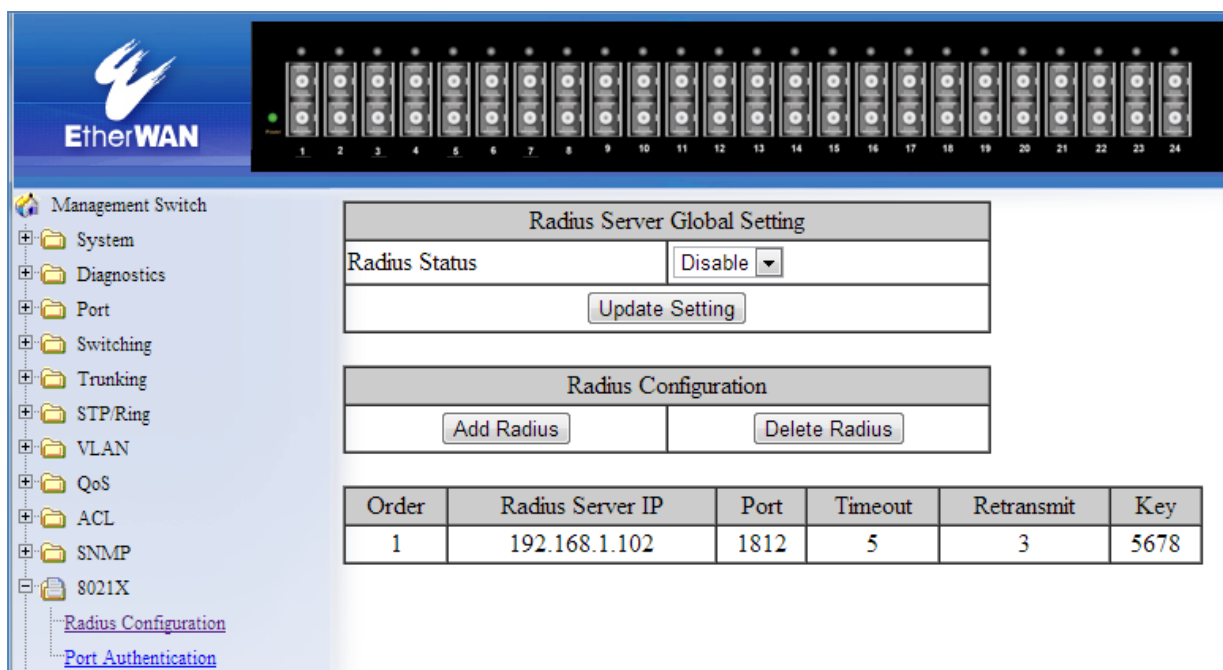 EtherWAN
Power
1 2 3 4 5 6 7 8 9 10 11 12 13 14 15 16 17 18 19 20 21 22 23 24
Management Switch
System
Diagnostics
Port
Switching
Trunking
STP/Ring
VLAN
QoS
ACL
SNMP
8021X
Radius Configuration
Port Authentication
Radius Server Global Setting
Radius Status Disable
Update Setting
Radius Configuration
Add Radius Delete Radius
Order Radius Server IP Port Timeout Retransmit Key
1 192.168.1.102 1812 5 3 5678